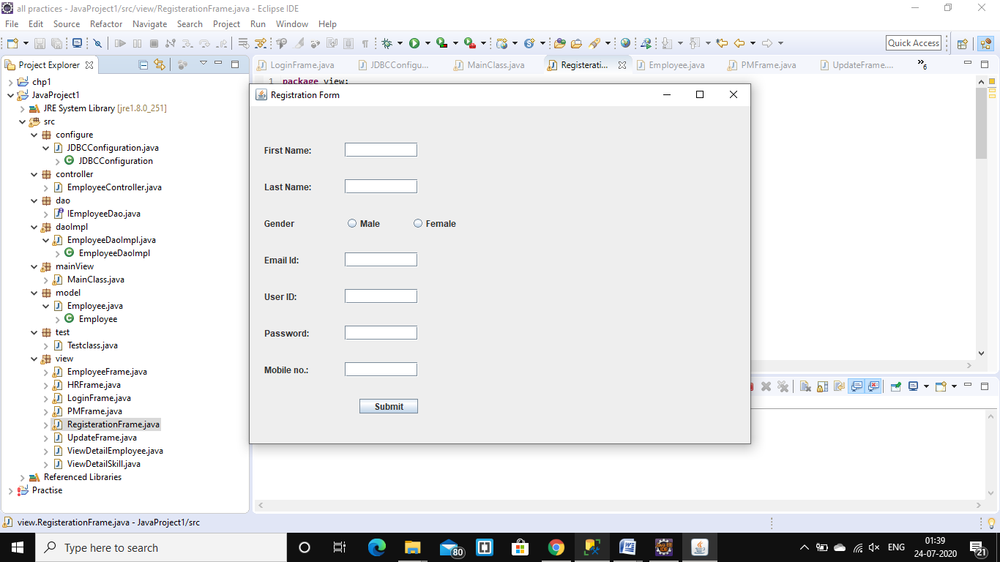 all practices - JavaProject1/src/view/RegisterationFrame.java - Eclipse IDE
File Edit Source Refactor Navigate Search Project Run Window Help
Quick Access
Project Explorer
LoginFrame.java JDBCConfigu... MainClass.java Registerati... Employee.java PMFrame.java UpdateFrame.... »6
1 package view;
chp1
JavaProject1
JRE System Library [jre1.8.0_251]
src
configure
JDBCConfiguration.java
JDBCConfiguration
controller
EmployeeController.java
dao
IEmployeeDao.java
daoImpl
EmployeeDaoImpl.java
EmployeeDaoImpl
mainView
MainClass.java
model
Employee.java
Employee
test
Testclass.java
view
EmployeeFrame.java
HRFrame.java
LoginFrame.java
PMFrame.java
RegisterationFrame.java
UpdateFrame.java
ViewDetailEmployee.java
ViewDetailSkill.java
Referenced Libraries
Practise
Registration Form
First Name:
Last Name:
Gender Male Female
Email Id:
User ID:
Password:
Mobile no.:
Submit
view.RegisterationFrame.java - JavaProject1/src
Type here to search
80
JAVA EE
IDE
ENG
01:39
24-07-2020
21